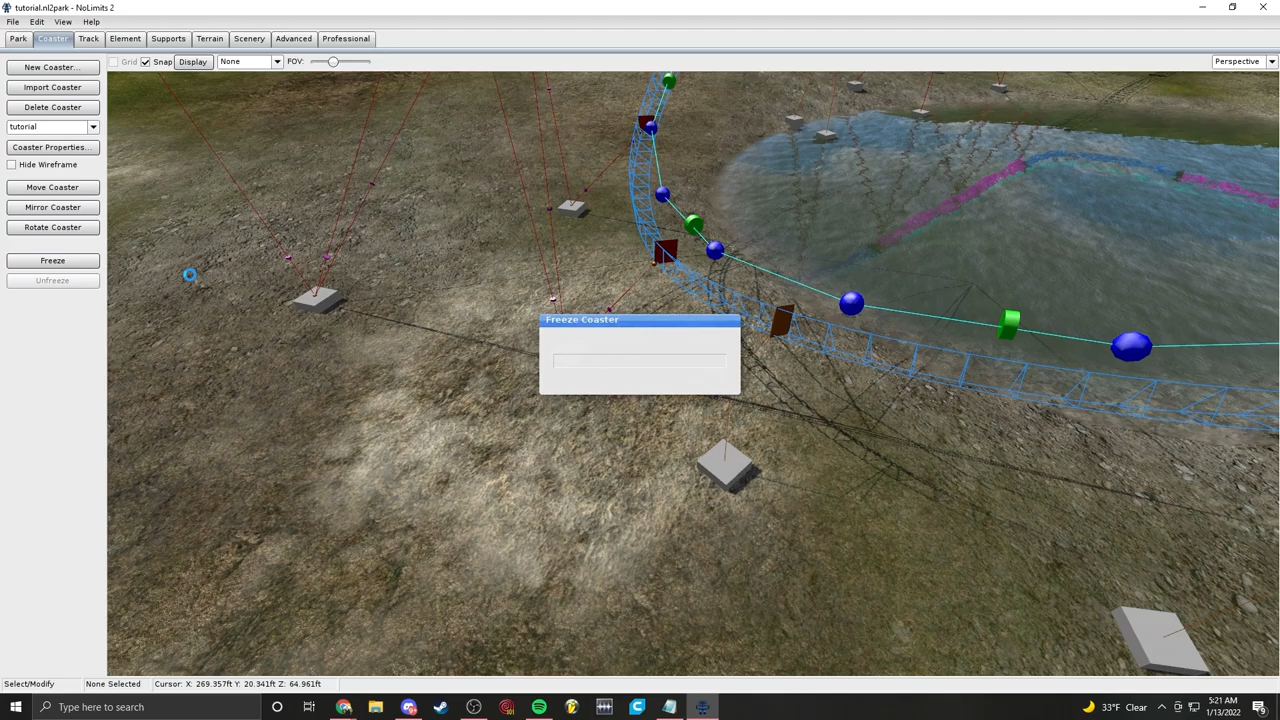 tutorial.nl2park - NoLimits 2
File Edit View Help
Park Coaster Track Element Supports Terrain Scenery Advanced Professional
Grid Snap Display None FOV: Perspective
New Coaster...
Import Coaster
Delete Coaster
tutorial
Coaster Properties...
Hide Wireframe
Move Coaster
Mirror Coaster
Rotate Coaster
Freeze
Unfreeze
Freeze Coaster
Select/Modify None Selected Cursor: X: 269.357ft Y: 20.341ft Z: 64.961ft
Type here to search
33°F Clear
5:21 AM
1/13/2022